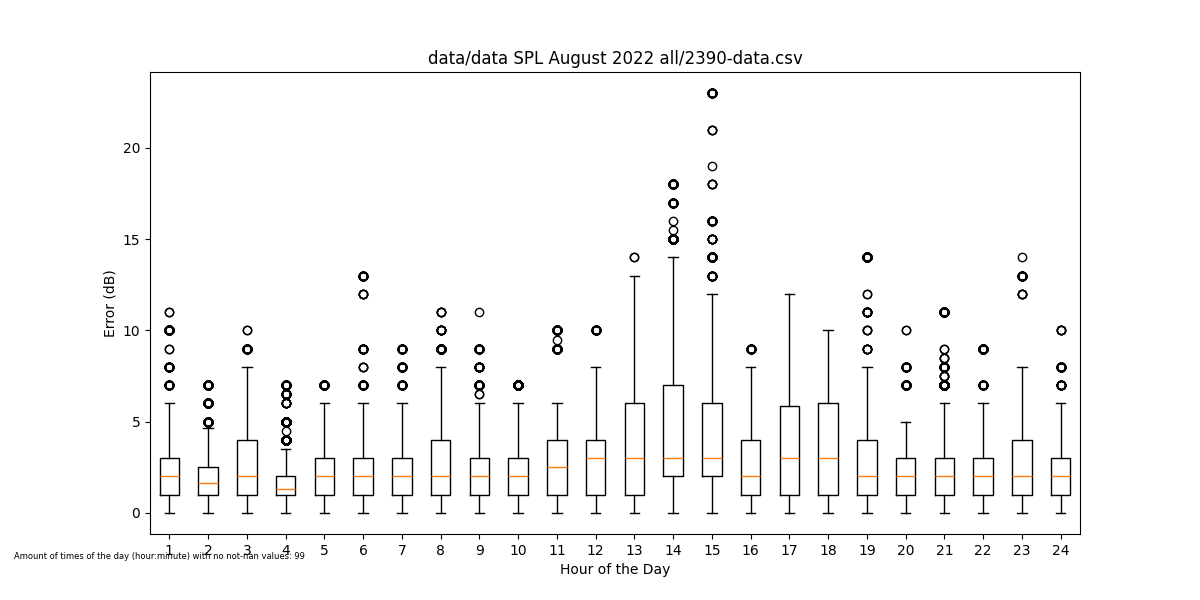 data/data SPL August 2022 all/2390-data.csv
Error (dB)
20
15
10
5
0
1 2 3 4 5 6 7 8 9 10 11 12 13 14 15 16 17 18 19 20 21 22 23 24
Amount of times of the day (hour:minute) with no not-nan values: 99
Hour of the Day